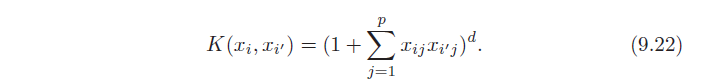 K(x_i, x_{i'}) = (1 + \sum_{j=1}^{p} x_{ij}x_{i'j})^d. (9.22)